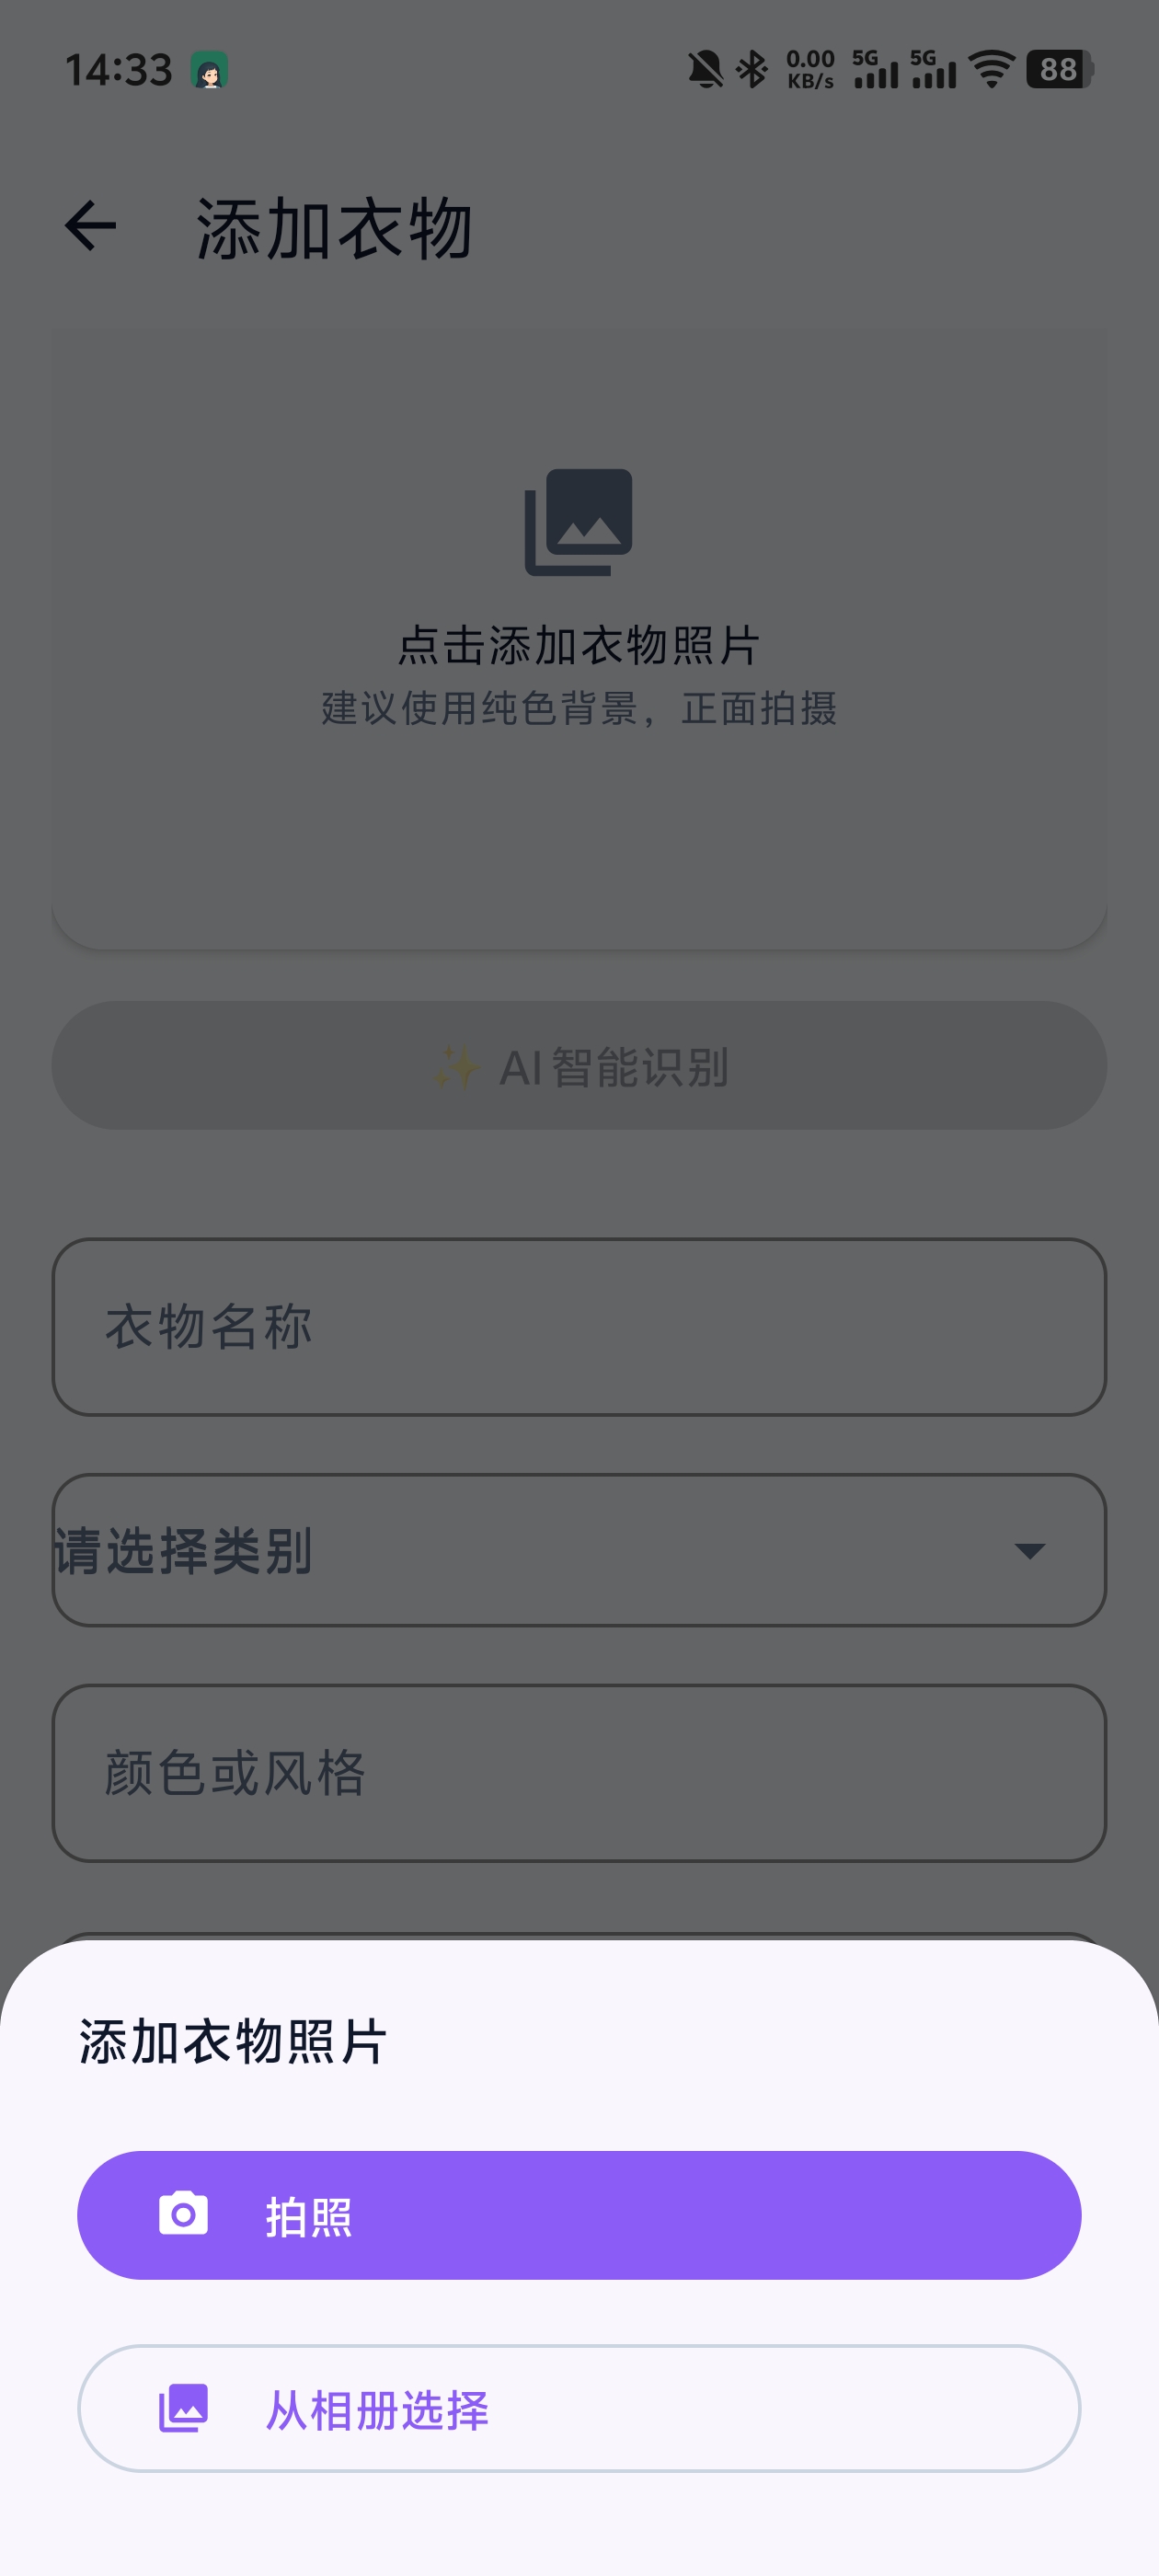 14:33
0.00 KB/s 5G 5G 88
添加衣物
点击添加衣物照片
建议使用纯色背景，正面拍摄
✨ AI 智能识别
衣物名称
请选择类别
颜色或风格
添加衣物照片
拍照
从相册选择